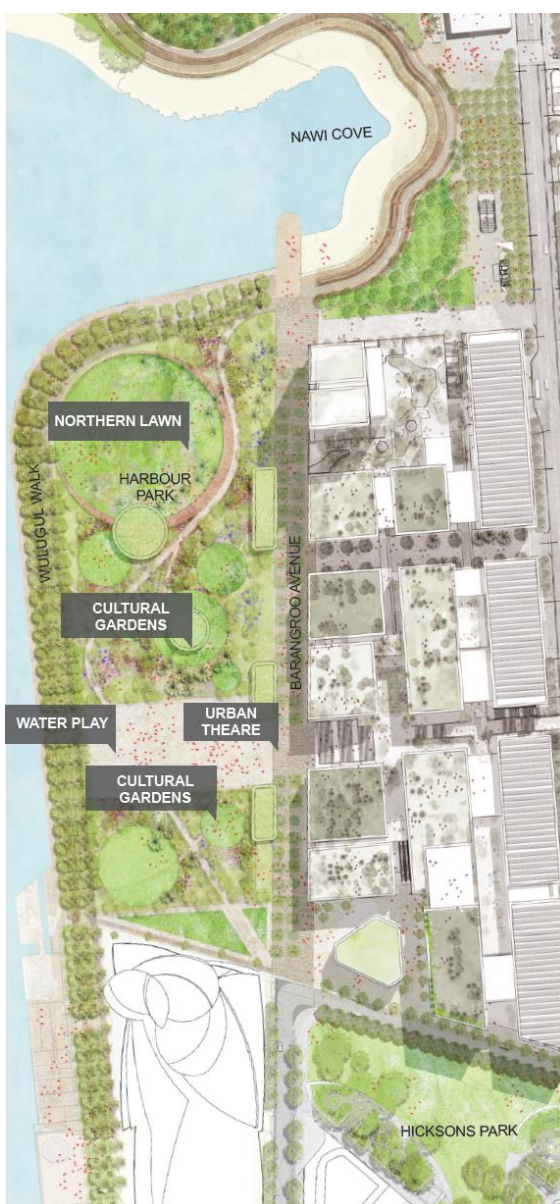 NAWI COVE
NORTHERN LAWN
HARBOUR
PARK
WULUGUL WALK
BARANGROO AVENUE
CULTURAL
GARDENS
WATER PLAY
URBAN
THEARE
CULTURAL
GARDENS
HICKSONS PARK